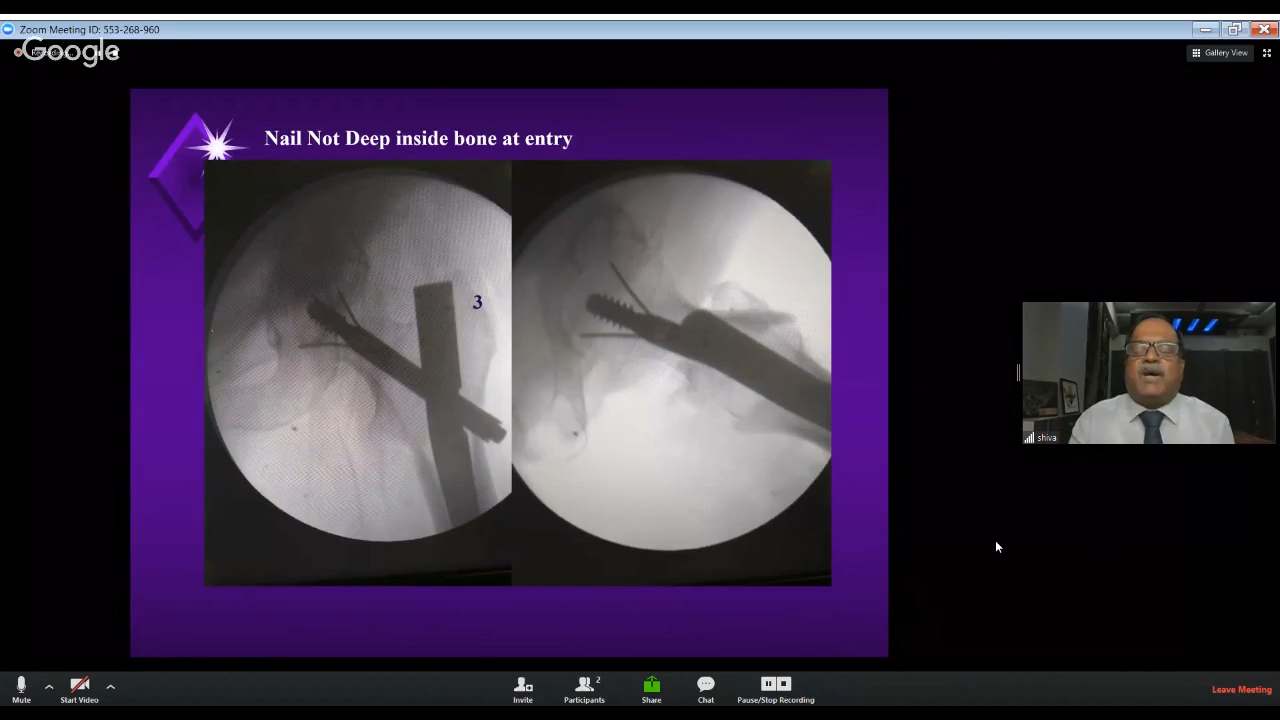 Zoom Meeting ID: 553-268-960
Google
Gallery View
Nail Not Deep inside bone at entry
3
shiva
Mute
Start Video
Invite
Participants
2
Share
Chat
Pause/Stop Recording
Leave Meeting